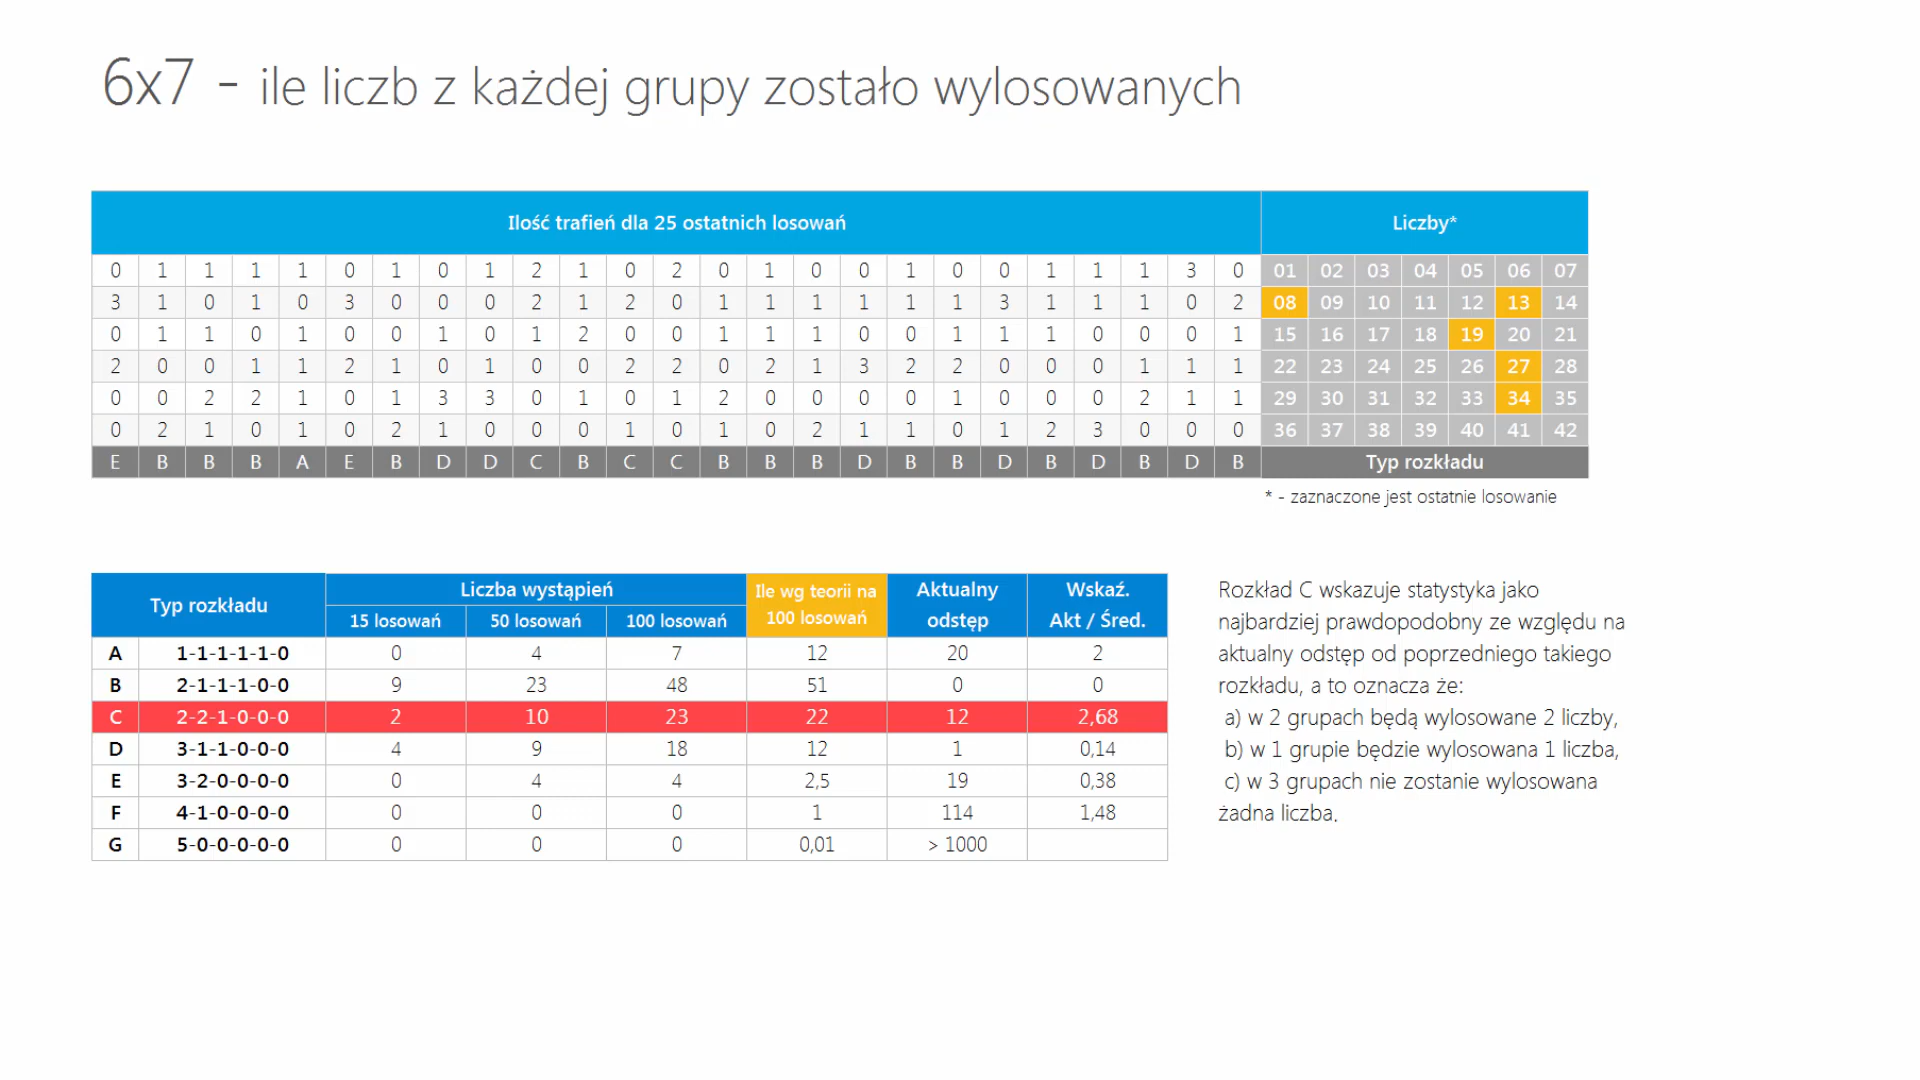 6x7 - ile liczb z każdej grupy zostało wylosowanych
Ilość trafień dla 25 ostatnich losowań Liczby*
0 1 1 1 1 0 1 0 1 2 1 0 2 0 1 0 0 1 0 0 1 1 1 3 0 01 02 03 04 05 06 07
3 1 0 1 0 3 0 0 0 2 1 2 0 1 1 1 1 1 1 3 1 1 1 0 2 08 09 10 11 12 13 14
0 1 1 0 1 0 0 1 0 1 2 0 0 1 1 1 0 0 1 1 1 0 0 0 1 15 16 17 18 19 20 21
2 0 0 1 1 2 1 0 1 0 0 2 2 0 2 1 3 2 2 0 0 0 1 1 1 22 23 24 25 26 27 28
0 0 2 2 1 0 1 3 3 0 1 0 1 2 0 0 0 0 1 0 0 0 2 1 1 29 30 31 32 33 34 35
0 2 1 0 1 0 2 1 0 0 0 1 0 1 0 2 1 1 0 1 2 3 0 0 0 36 37 38 39 40 41 42
E B B B A E B D D C B C C B B B D B B D B D B D B Typ rozkładu
* - zaznaczone jest ostatnie losowanie
Typ rozkładu Liczba wystąpień Ile wg teorii na 100 losowań Aktualny odstęp Wskaź. Akt / Śred.
15 losowań 50 losowań 100 losowań
A 1-1-1-1-1-0 0 4 7 12 20 2
B 2-1-1-1-0-0 9 23 48 51 0 0
C 2-2-1-0-0-0 2 10 23 22 12 2,68
D 3-1-1-0-0-0 4 9 18 12 1 0,14
E 3-2-0-0-0-0 0 4 4 2,5 19 0,38
F 4-1-0-0-0-0 0 0 0 1 114 1,48
G 5-0-0-0-0-0 0 0 0 0,01 > 1000
Rozkład C wskazuje statystyka jako
najbardziej prawdopodobny ze względu na
aktualny odstęp od poprzedniego takiego
rozkładu, a to oznacza że:
a) w 2 grupach będą wylosowane 2 liczby,
b) w 1 grupie będzie wylosowana 1 liczba,
c) w 3 grupach nie zostanie wylosowana
żadna liczba.